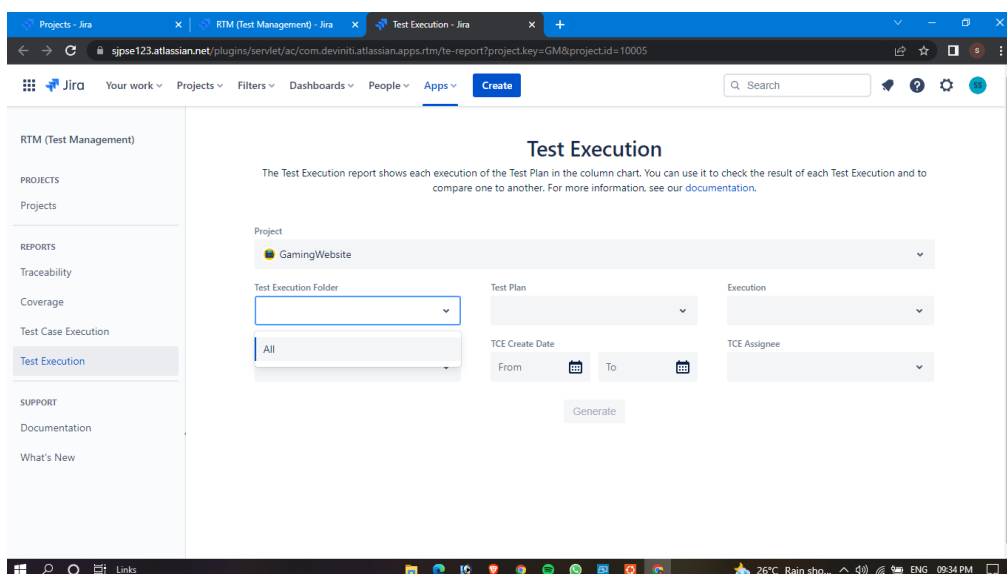 Projects - Jira
RTM (Test Management) - Jira
Test Execution - Jira
sjpse123.atlassian.net/plugins/servlet/ac/com.deviniti.atlassian.apps.rtm/te-report?project.key=GM&project.id=10005
S
Jira Your work Projects Filters Dashboards People Apps Create Search SS
RTM (Test Management)
PROJECTS
Projects
REPORTS
Traceability
Coverage
Test Case Execution
Test Execution
SUPPORT
Documentation
What's New
Test Execution
The Test Execution report shows each execution of the Test Plan in the column chart. You can use it to check the result of each Test Execution and to
compare one to another. For more information, see our documentation.
Project
GamingWebsite
Test Execution Folder Test Plan Execution
All
TCE Create Date TCE Assignee
From To
Generate
Links 26°C Rain sho... ENG 09:34 PM